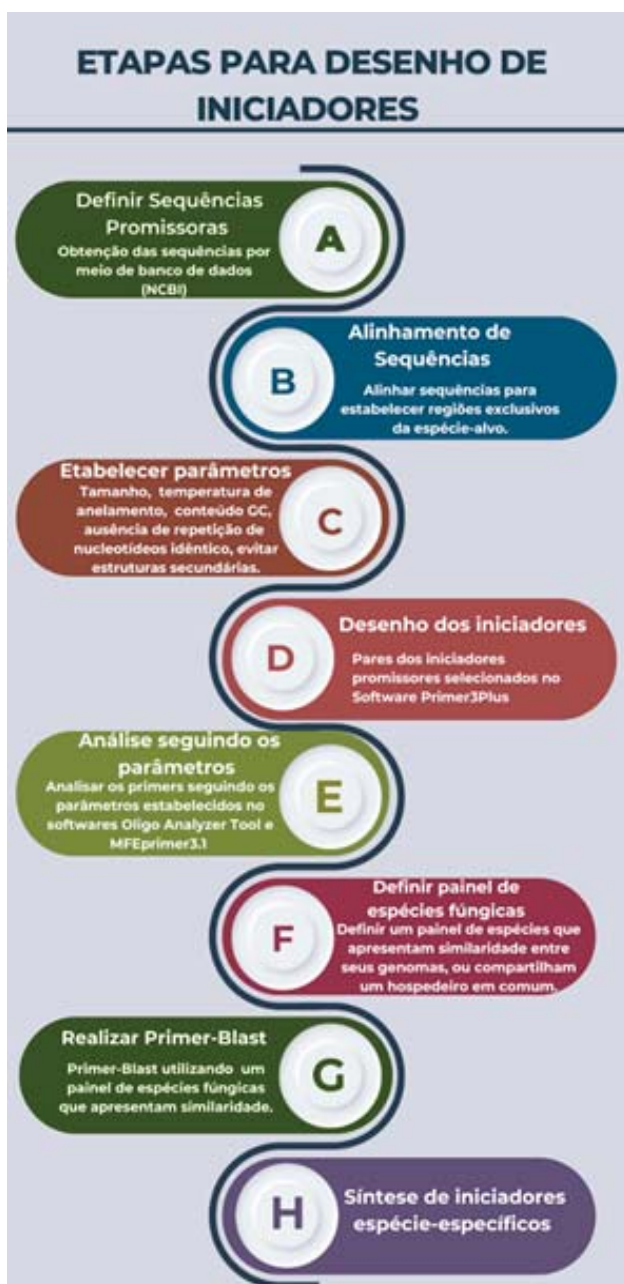 ETAPAS PARA DESENHO DE
INICIADORES
Definir Sequências
Promissoras
Obtenção das sequências por
meio de banco de dados
(NCBI)
A
Alinhamento de
Sequências
Alinhar sequências para
estabelecer regiões exclusivos
da espécie-alvo.
B
Etabelecer parâmetros
Tamanho, temperatura de
anelamento, conteúdo GC,
ausência de repetição de
nucleotídeos idêntico, evitar
estruturas secundárias.
C
Desenho dos iniciadores
Pares dos iniciadores
promissores selecionados no
Software Primer3Plus
D
Análise seguindo os
parâmetros
Analisar os primers seguindo os
parâmetros estabelecidos no
softwares Oligo Analyzer Tool e
MFEprimer3.1
E
Definir painel de
espécies fúngicas
Definir um painel de espécies que
apresentam similaridade entre
seus genomas, ou compartilham
um hospedeiro em comum.
F
Realizar Primer-Blast
Primer-Blast utilizando um
painel de espécies fúngicas
que apresentam similaridade.
G
Síntese de iniciadores
espécie-específicos
H